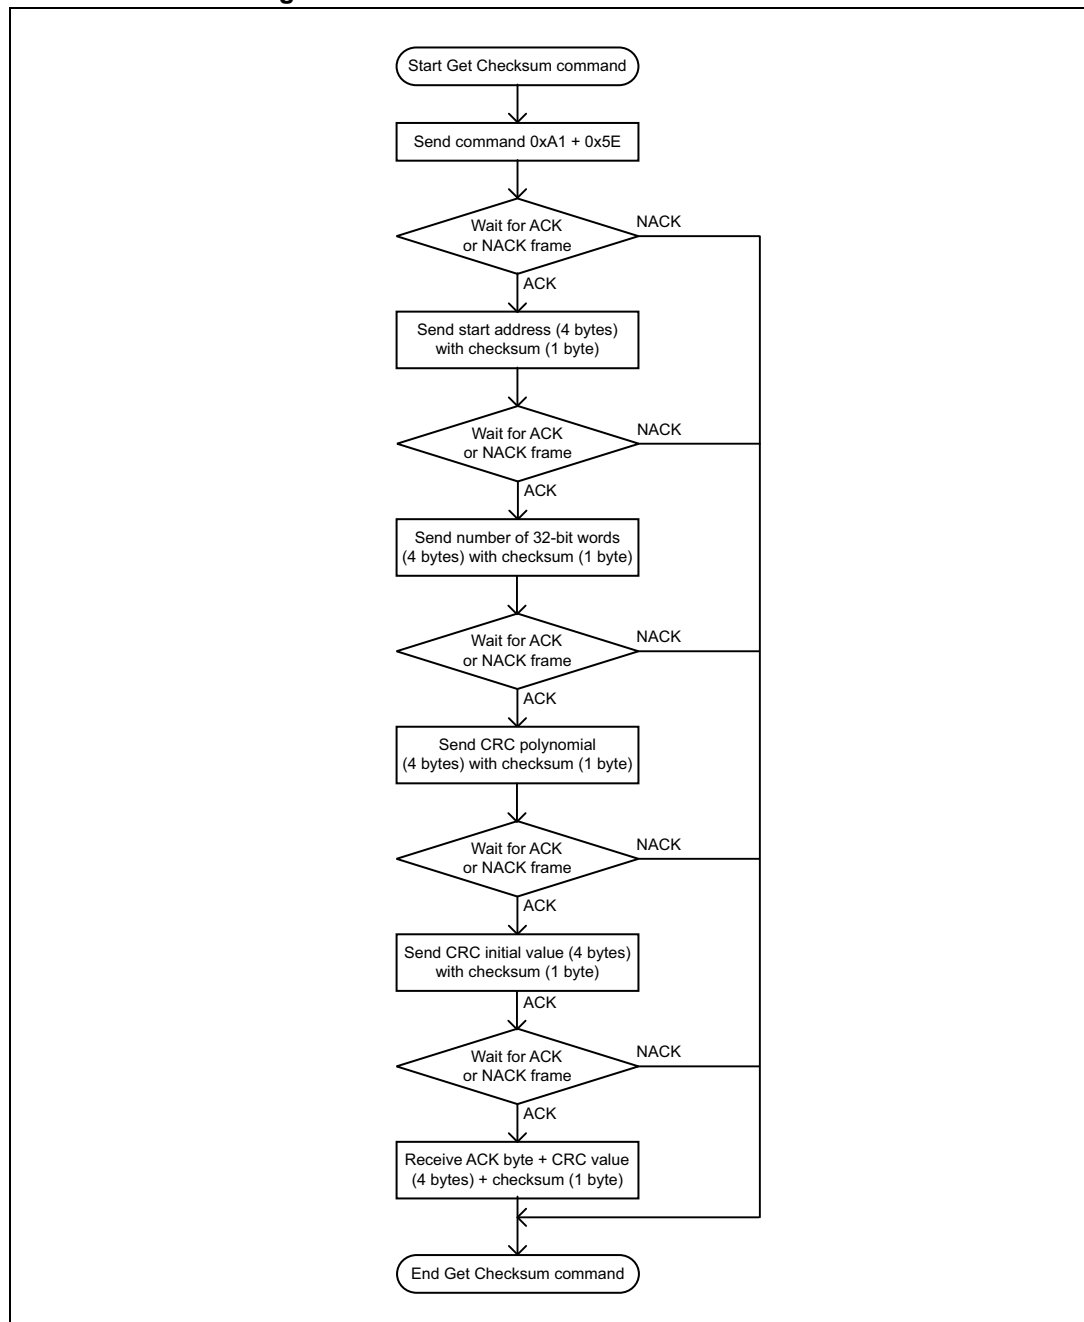 Start Get Checksum command
Send command 0xA1 + 0x5E
Wait for ACK
or NACK frame
NACK
ACK
Send start address (4 bytes)
with checksum (1 byte)
Wait for ACK
or NACK frame
NACK
ACK
Send number of 32-bit words
(4 bytes) with checksum (1 byte)
Wait for ACK
or NACK frame
NACK
ACK
Send CRC polynomial
(4 bytes) with checksum (1 byte)
Wait for ACK
or NACK frame
NACK
ACK
Send CRC initial value (4 bytes)
with checksum (1 byte)
ACK
Wait for ACK
or NACK frame
NACK
ACK
Receive ACK byte + CRC value
(4 bytes) + checksum (1 byte)
End Get Checksum command